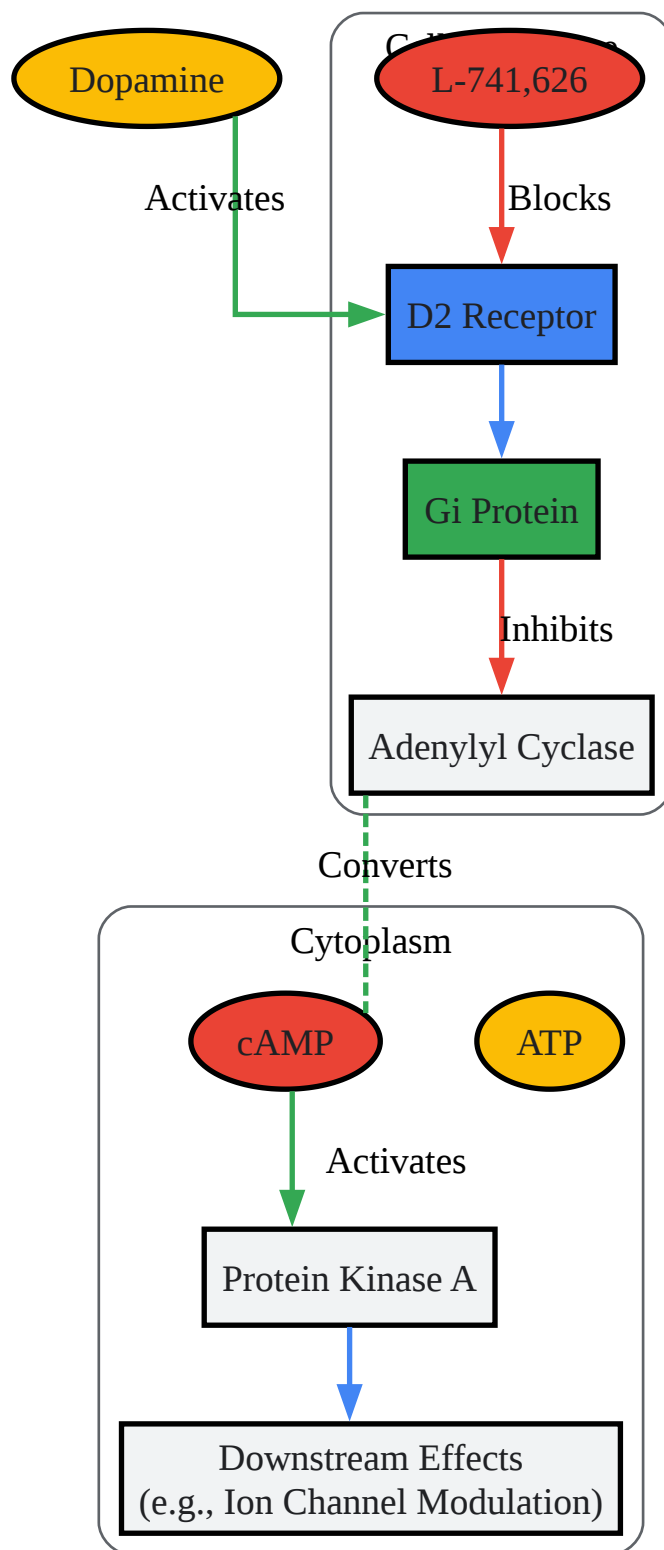 Dopamine
L-741,626
Activates
Blocks
D2 Receptor
Gi Protein
Inhibits
Adenylyl Cyclase
Converts
Cytoplasm
cAMP
ATP
Activates
Protein Kinase A
Downstream Effects
(e.g., Ion Channel Modulation)